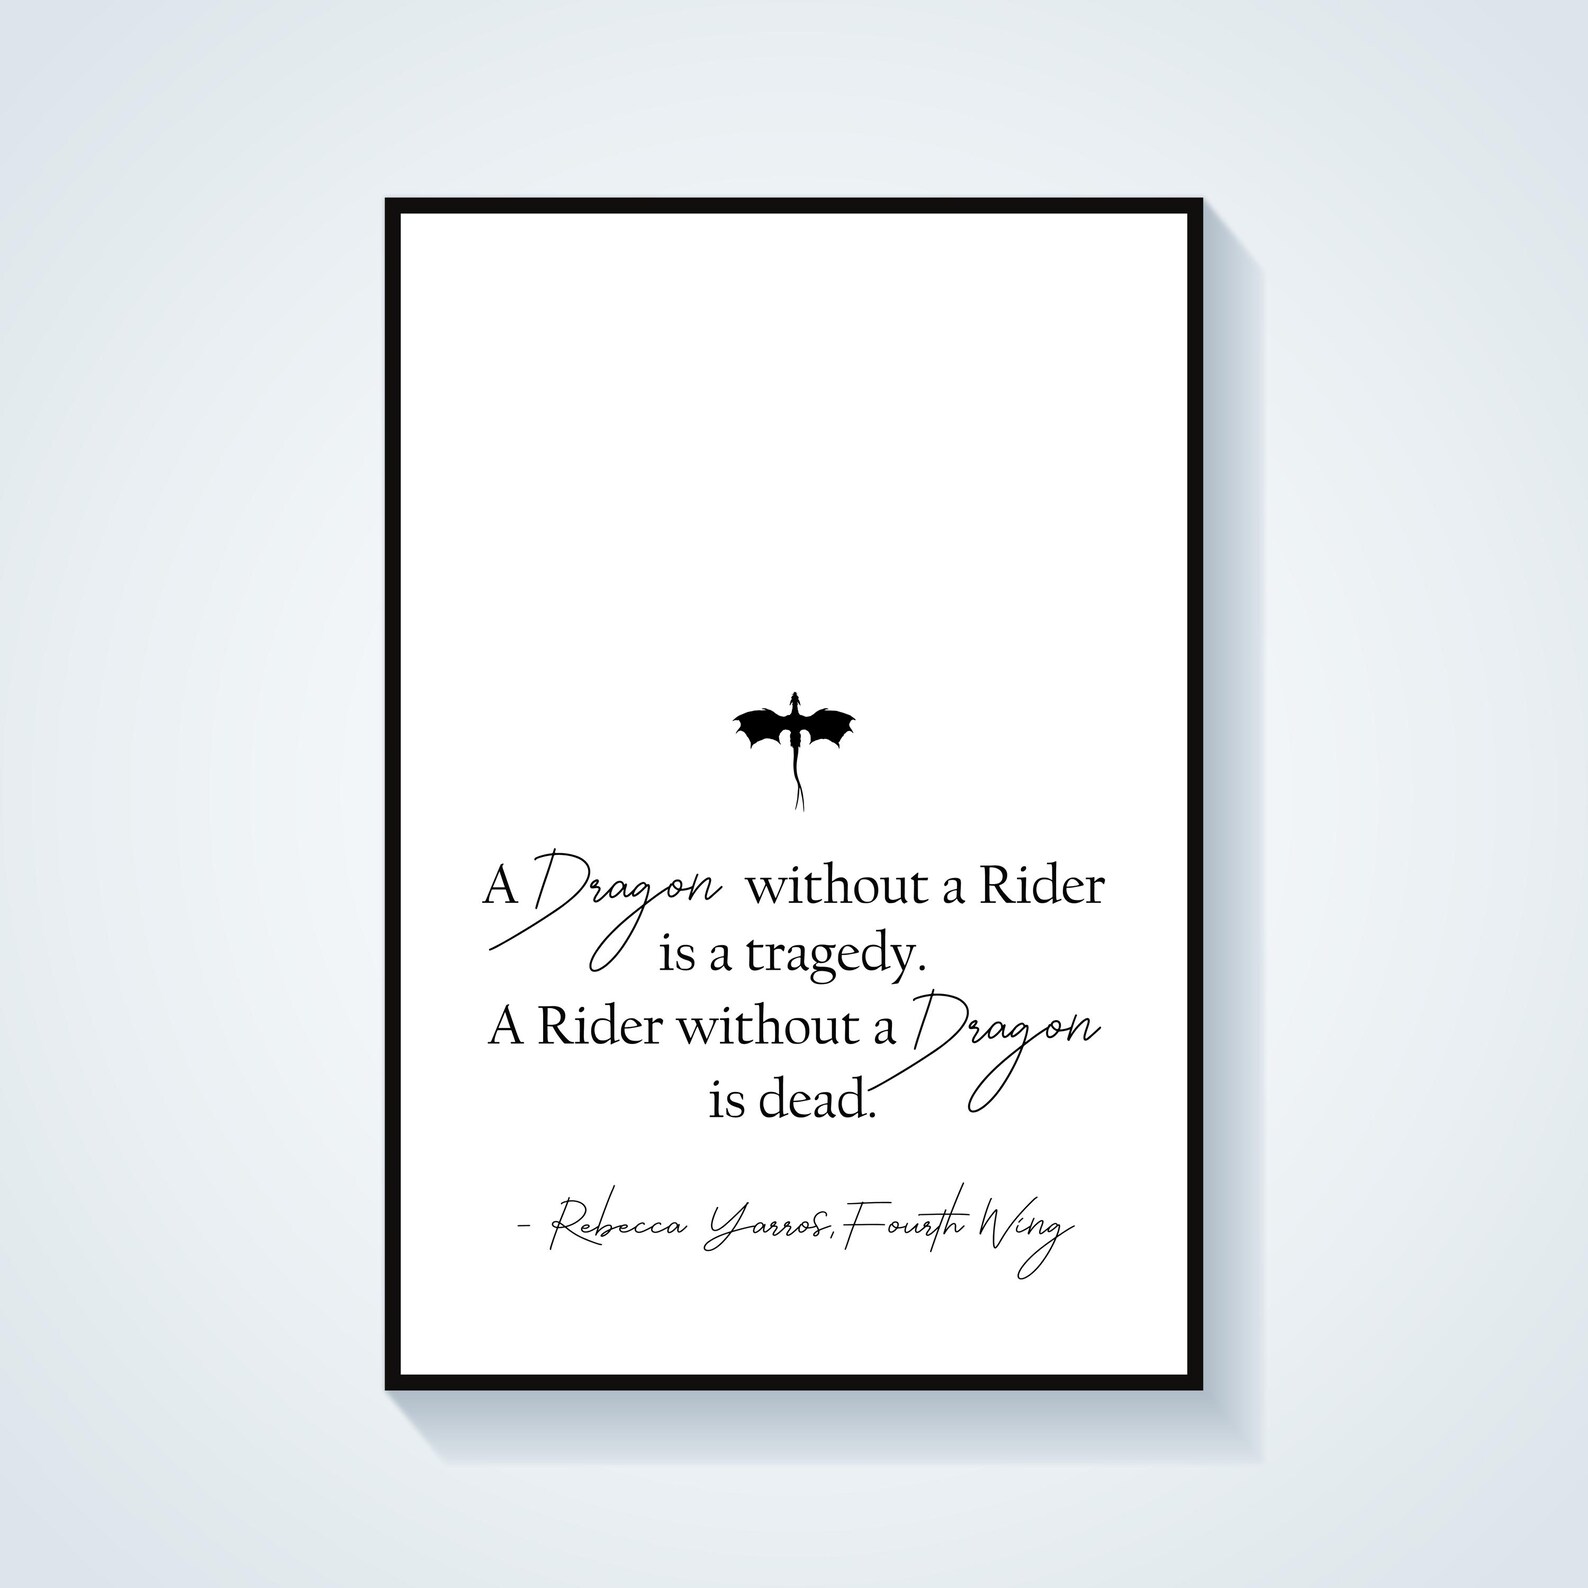 A Dragon without a Rider
is a tragedy.
A Rider without a Dragon
is dead.
- Rebecca Yarros, Fourth Wing